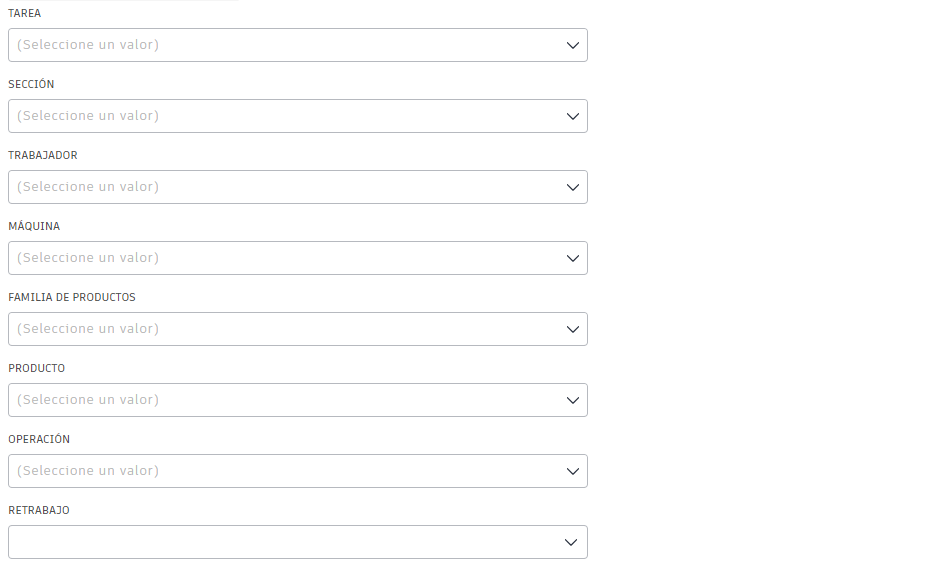 TAREA
(Seleccione un valor)
SECCIÓN
(Seleccione un valor)
TRABAJADOR
(Seleccione un valor)
MÁQUINA
(Seleccione un valor)
FAMILIA DE PRODUCTOS
(Seleccione un valor)
PRODUCTO
(Seleccione un valor)
OPERACIÓN
(Seleccione un valor)
RETRABAJO